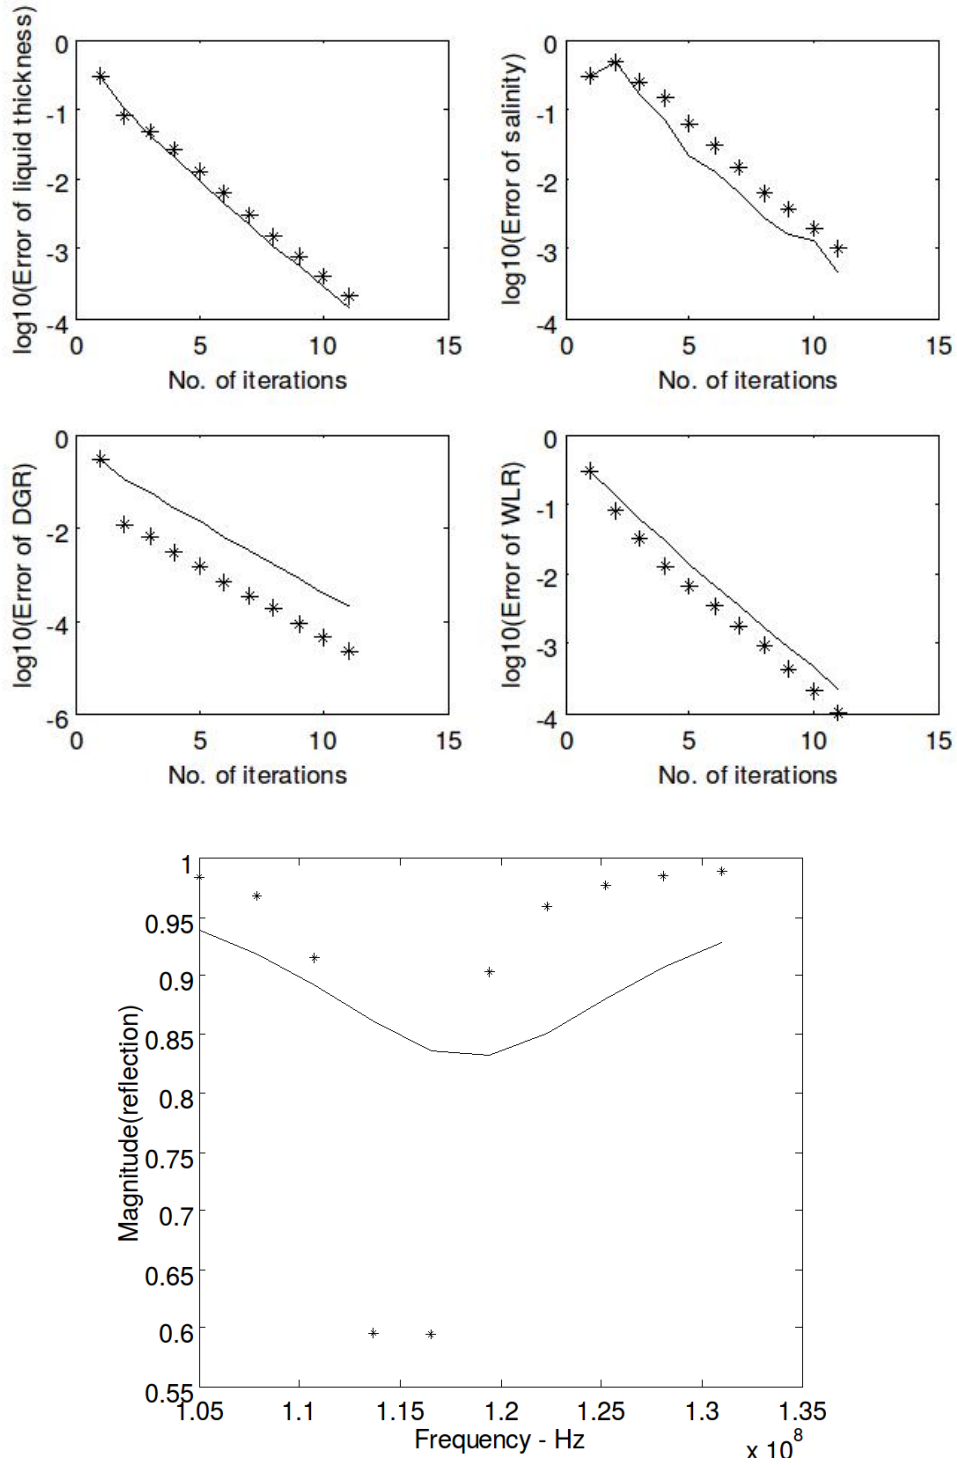 log10(Error of liquid thickness)
0
-1
-2
-3
-4
0 5 10 15
No. of iterations
log10(Error of salinity)
0
-1
-2
-3
-4
0 5 10 15
No. of iterations
log10(Error of DGR)
0
-2
-4
-6
0 5 10 15
No. of iterations
log10(Error of WLR)
0
-1
-2
-3
-4
0 5 10 15
No. of iterations
Magnitude(reflection)
1
0.95
0.9
0.85
0.8
0.75
0.7
0.65
0.6
0.55
1.05 1.1 1.15 1.2 1.25 1.3 1.35
Frequency - Hz
x 10⁸